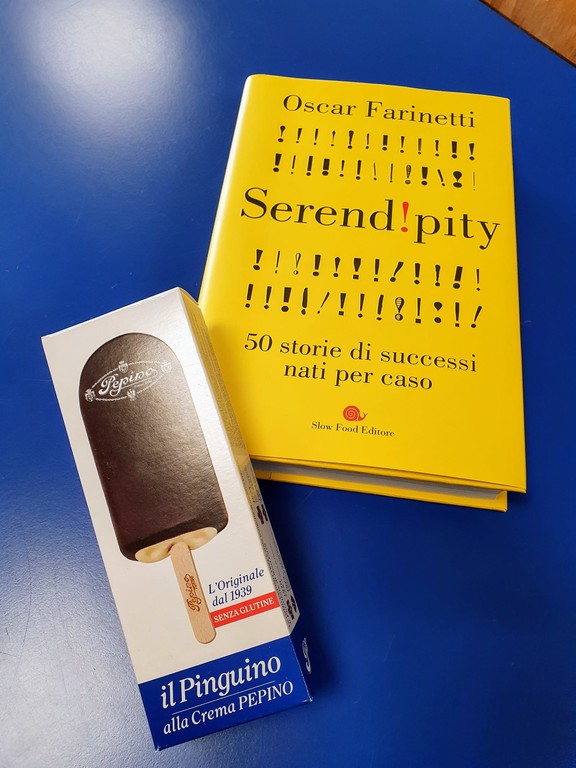 Oscar Farinetti
Serend!pity
50 storie di successi
nati per caso
Slow Food Editore
Pepino
Pepino
L'Originale
dal 1939
SENZA GLUTINE
il Pinguino
alla Crema PEPINO